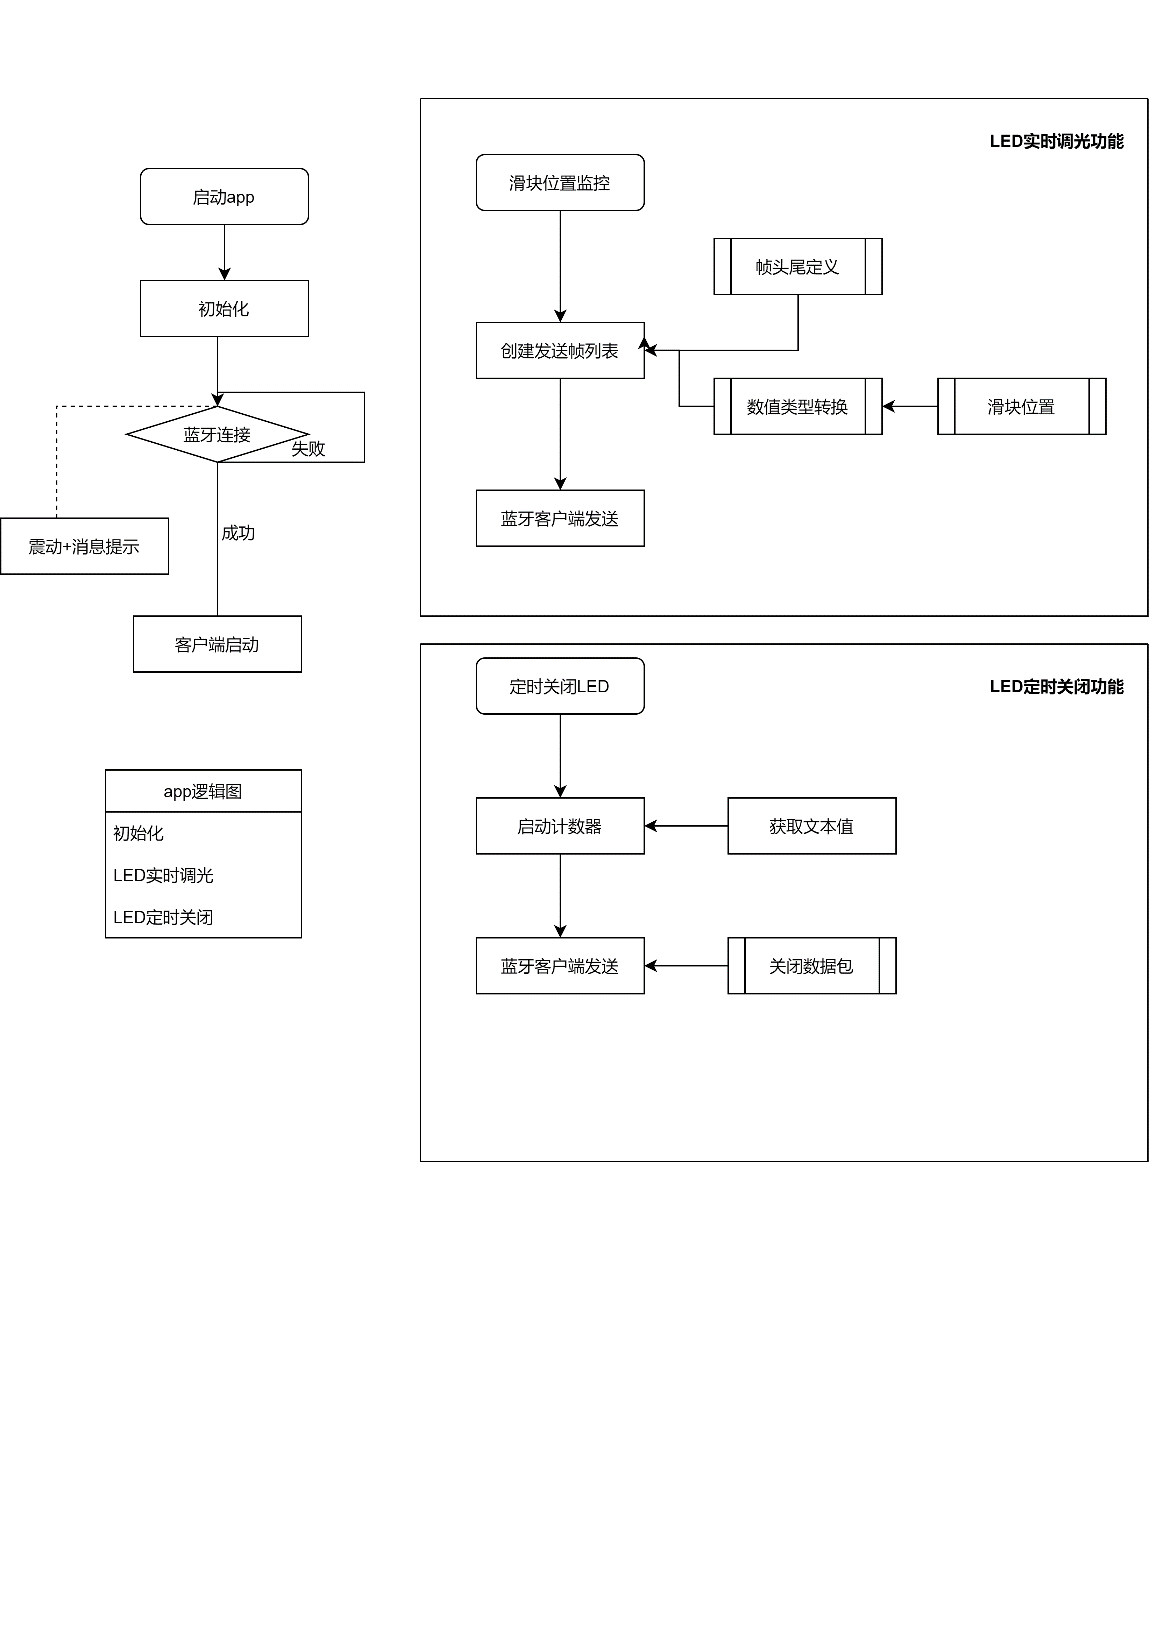 启动app
初始化
蓝牙连接
失败
成功
震动+消息提示
客户端启动
app逻辑图
初始化
LED实时调光
LED定时关闭
LED实时调光功能
滑块位置监控
帧头尾定义
创建发送帧列表
数值类型转换
滑块位置
蓝牙客户端发送
LED定时关闭功能
定时关闭LED
启动计数器
获取文本值
蓝牙客户端发送
关闭数据包